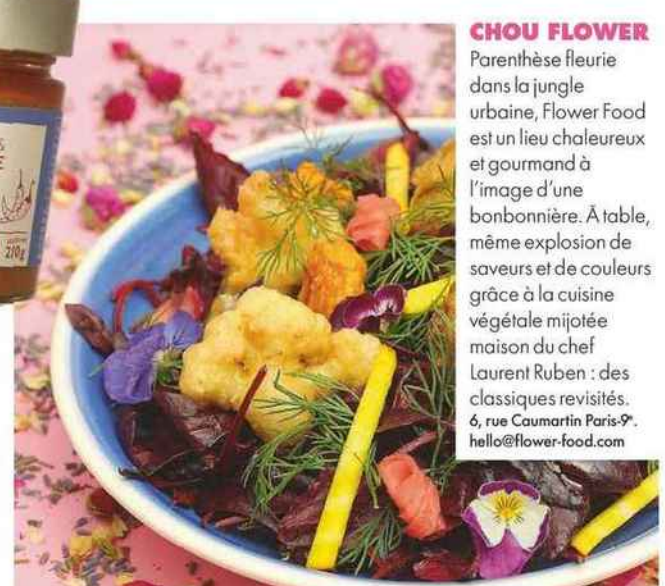 CHOU FLOWER
Parenthèse fleurie
dans la jungle
urbaine, Flower Food
est un lieu chaleureux
et gourmand à
l'image d'une
bonbonnière. À table,
même explosion de
saveurs et de couleurs
grâce à la cuisine
végétale mijotée
maison du chef
Laurent Ruben : des
classiques revisités.
6, rue Caumartin Paris-9e.
hello@flower-food.com
210g